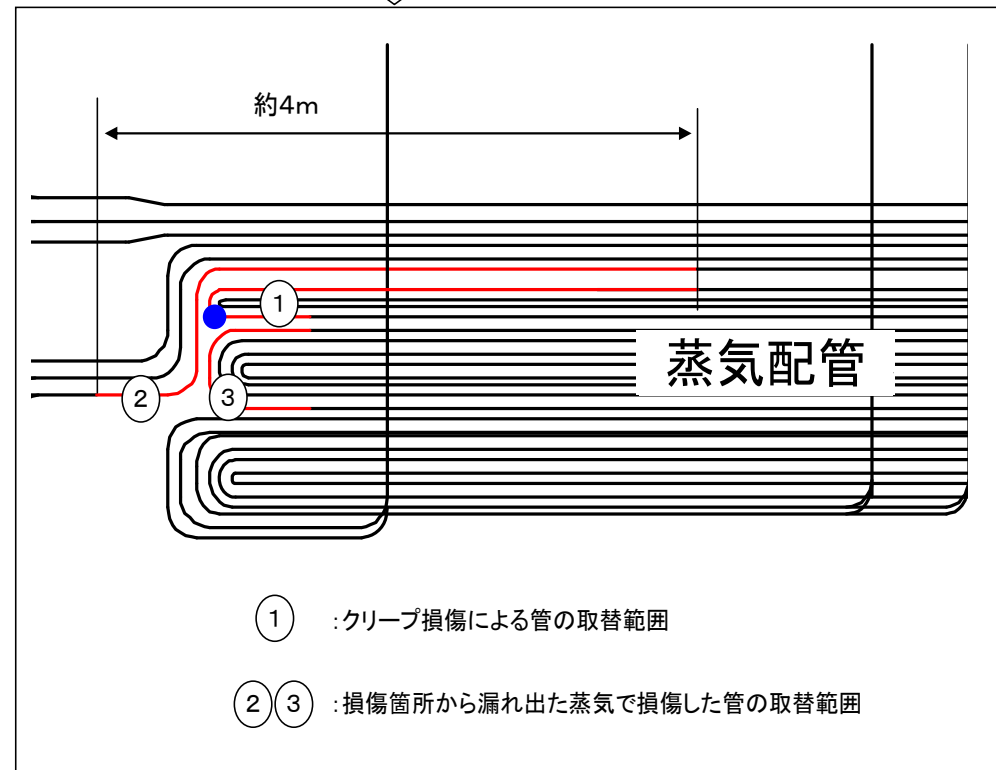 約4m
1
蒸気配管
2
3
1 :クリープ損傷による管の取替範囲
2 3 :損傷箇所から漏れ出た蒸気で損傷した管の取替範囲